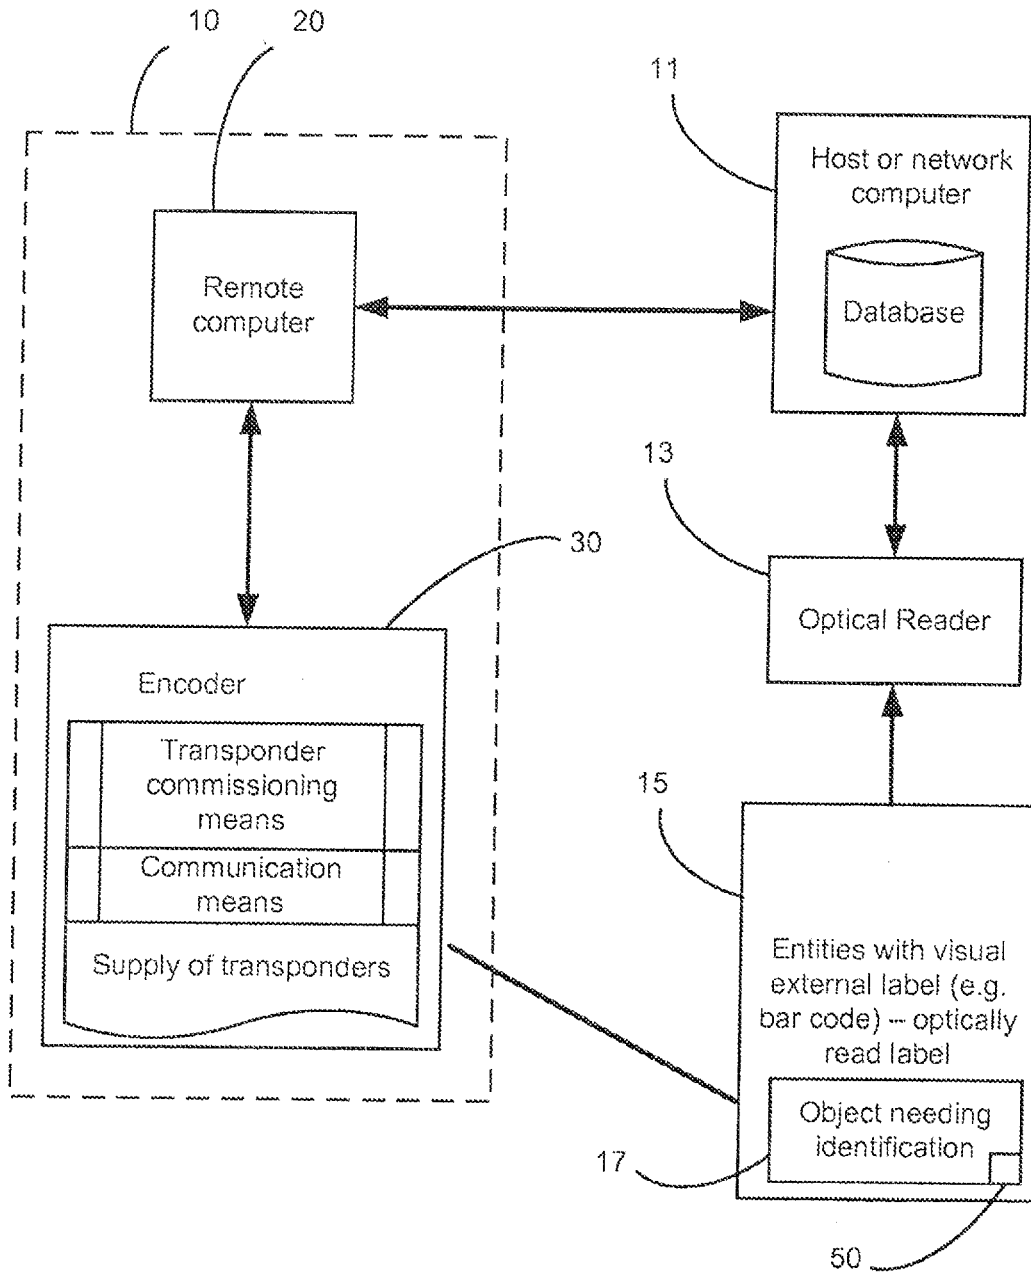 10
20
11
Host or network
computer
Database
Remote
computer
13
Optical Reader
30
Encoder
Transponder
commissioning
means
Communication
means
Supply of transponders
15
Entities with visual
external label (e.g.
bar code) – optically
read label
Object needing
identification
17
50